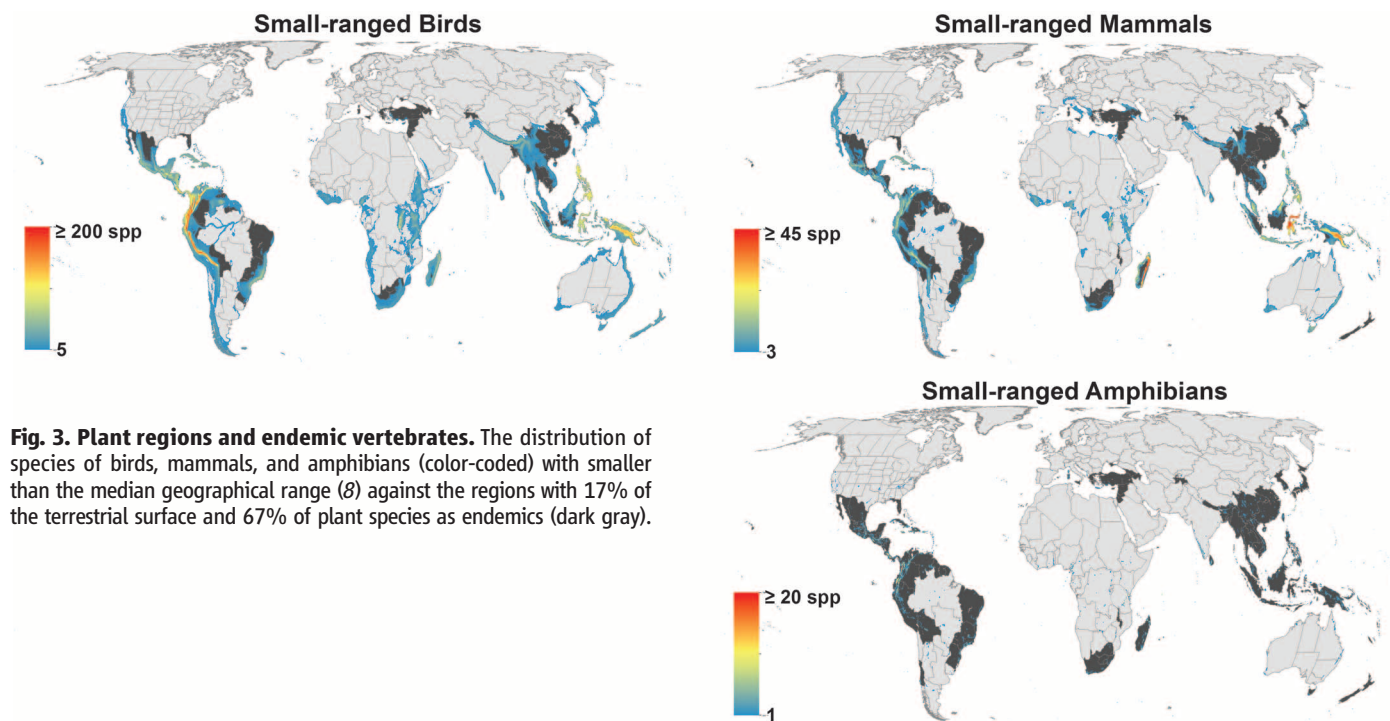 Small-ranged Birds
≥ 200 spp
5
Small-ranged Mammals
≥ 45 spp
3
Fig. 3. Plant regions and endemic vertebrates. The distribution of
species of birds, mammals, and amphibians (color-coded) with smaller
than the median geographical range (8) against the regions with 17% of
the terrestrial surface and 67% of plant species as endemics (dark gray).
Small-ranged Amphibians
≥ 20 spp
1